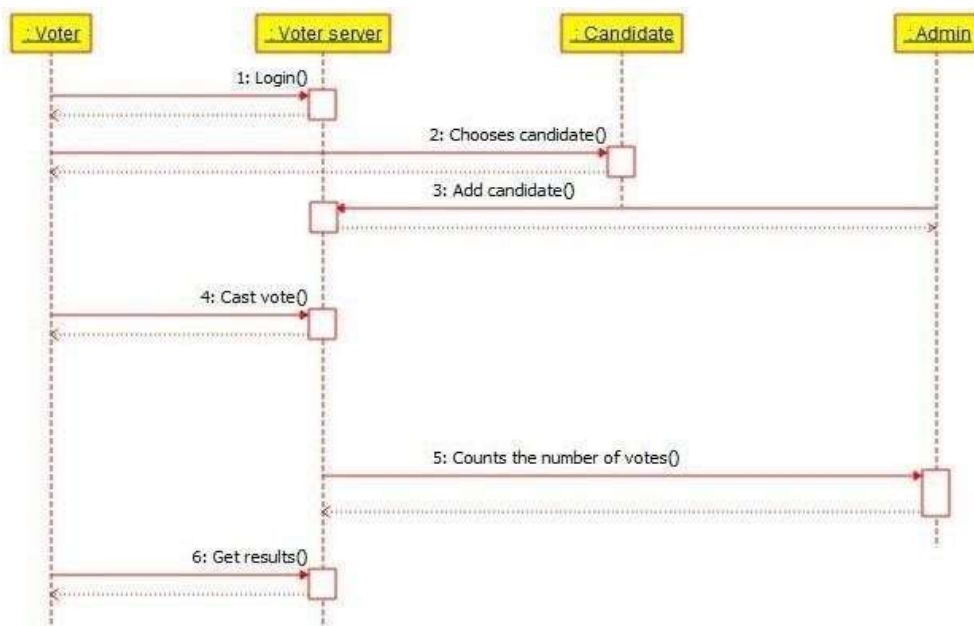 : Voter
: Voter server
: Candidate
: Admin
1: Login()
2: Chooses candidate()
3: Add candidate()
4: Cast vote()
5: Counts the number of votes()
6: Get results()